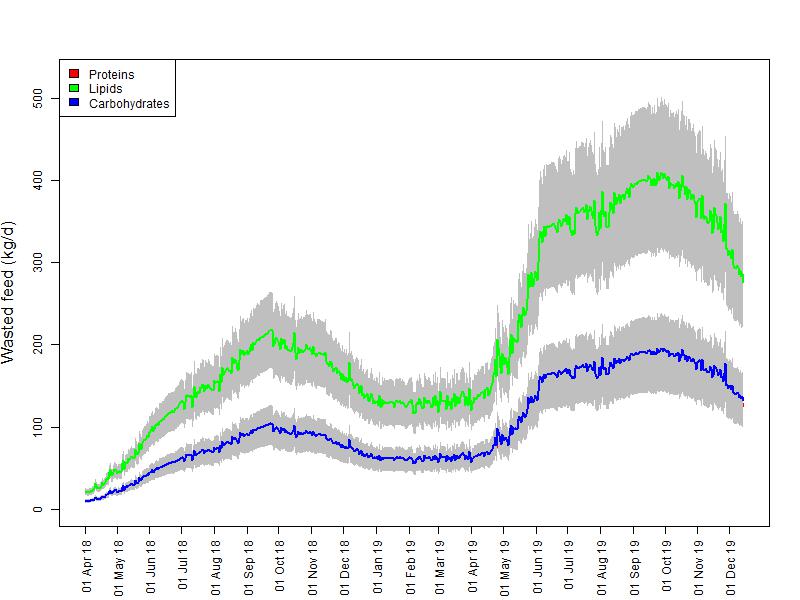 Proteins
Lipids
Carbohydrates
Wasted feed (kg/d)
500
400
300
200
100
0
01 Apr 18
01 May 18
01 Jun 18
01 Jul 18
01 Aug 18
01 Sep 18
01 Oct 18
01 Nov 18
01 Dec 18
01 Jan 19
01 Feb 19
01 Mar 19
01 Apr 19
01 May 19
01 Jun 19
01 Jul 19
01 Aug 19
01 Sep 19
01 Oct 19
01 Nov 19
01 Dec 19